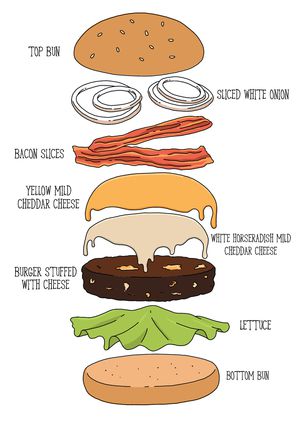 TOP BUN
SLICED WHITE ONION
BACON SLICES
YELLOW MILD
CHEDDAR CHEESE
WHITE HORSERADISH MILD
CHEDDAR CHEESE
BURGER STUFFED
WITH CHEESE
LETTUCE
BOTTOM BUN